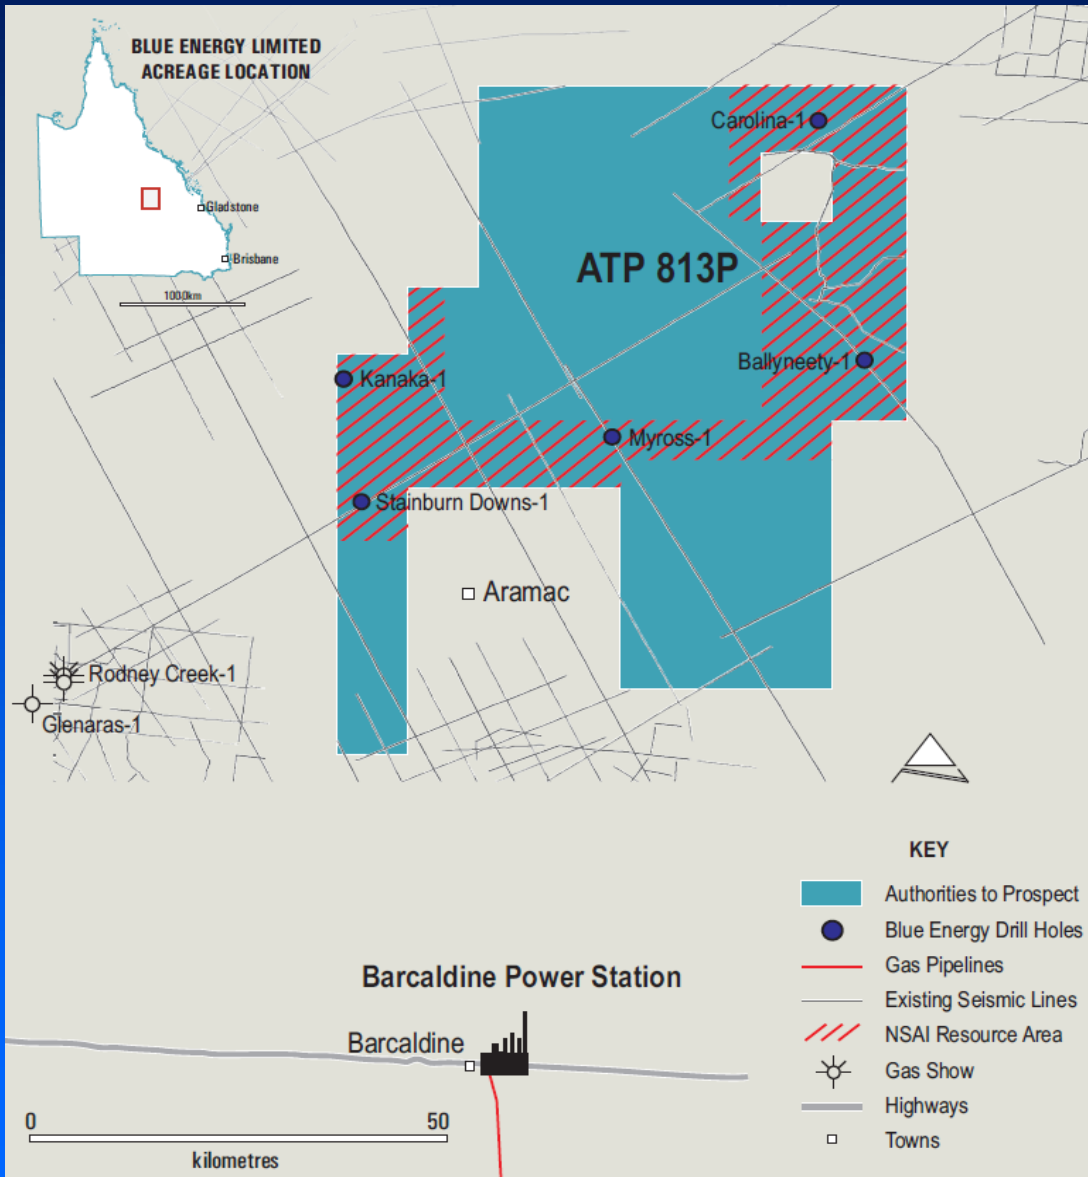 BLUE ENERGY LIMITED
ACREAGE LOCATION
Gladstone
Brisbane
1000km
Carolina-1
ATP 813P
Ballyneety-1
Kanaka-1
Myross-1
Stainburn Downs-1
Aramac
Rodney Creek-1
Glenaras-1
KEY
Authorities to Prospect
Blue Energy Drill Holes
Gas Pipelines
Existing Seismic Lines
NSAI Resource Area
Gas Show
Highways
Towns
Barcaldine Power Station
Barcaldine
0 50
kilometres